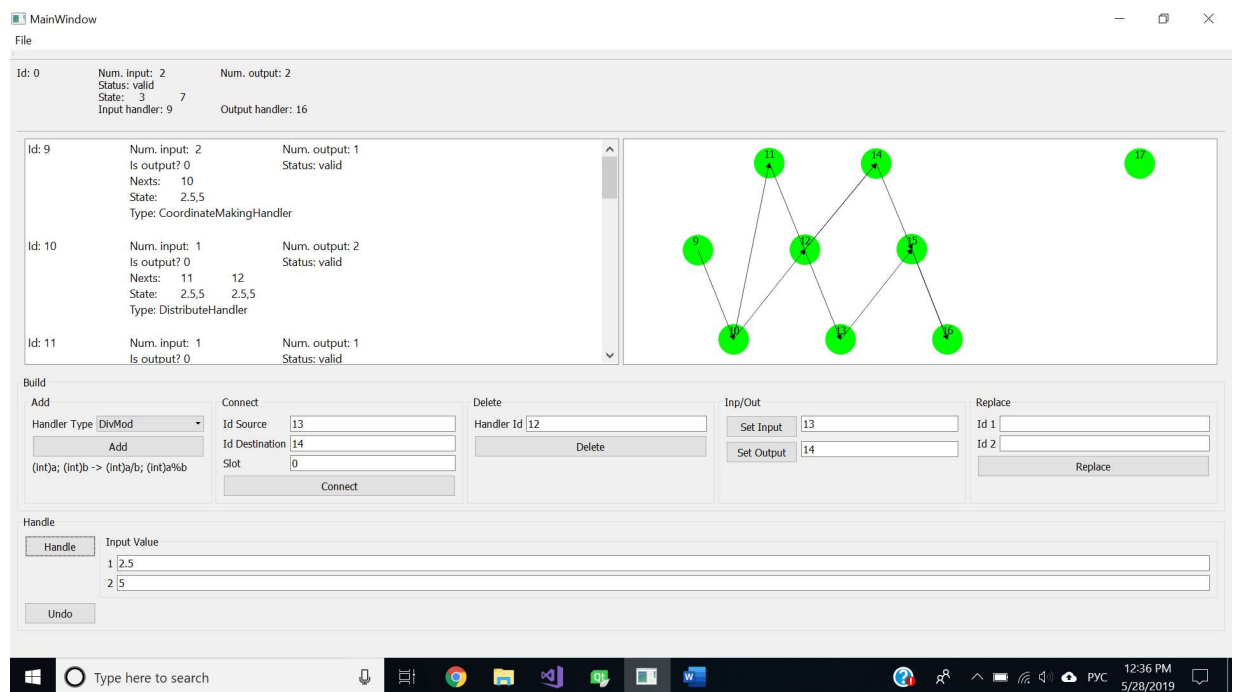 MainWindow
File
Id: 0 Num. input: 2 Num. output: 2
Status: valid
State: 3 7
Input handler: 9 Output handler: 16
Id: 9 Num. input: 2 Num. output: 1
Is output? 0 Status: valid
Nexts: 10
State: 2.5,5
Type: CoordinateMakingHandler
Id: 10 Num. input: 1 Num. output: 2
Is output? 0 Status: valid
Nexts: 11 12
State: 2.5,5 2.5,5
Type: DistributeHandler
Id: 11 Num. input: 1 Num. output: 1
Is output? 0 Status: valid
11 14 17
9 12 15
10 13 16
Build
Add Connect Delete Inp/Out Replace
Handler Type DivMod Id Source 13 Handler Id 12 Set Input 13 Id 1
Add Id Destination 14 Delete Set Output 14 Id 2
(int)a; (int)b -> (int)a/b; (int)a%b Slot 0 Replace
Connect
Handle
Handle Input Value
1 2.5
2 5
Undo
Type here to search РУС 12:36 PM
5/28/2019